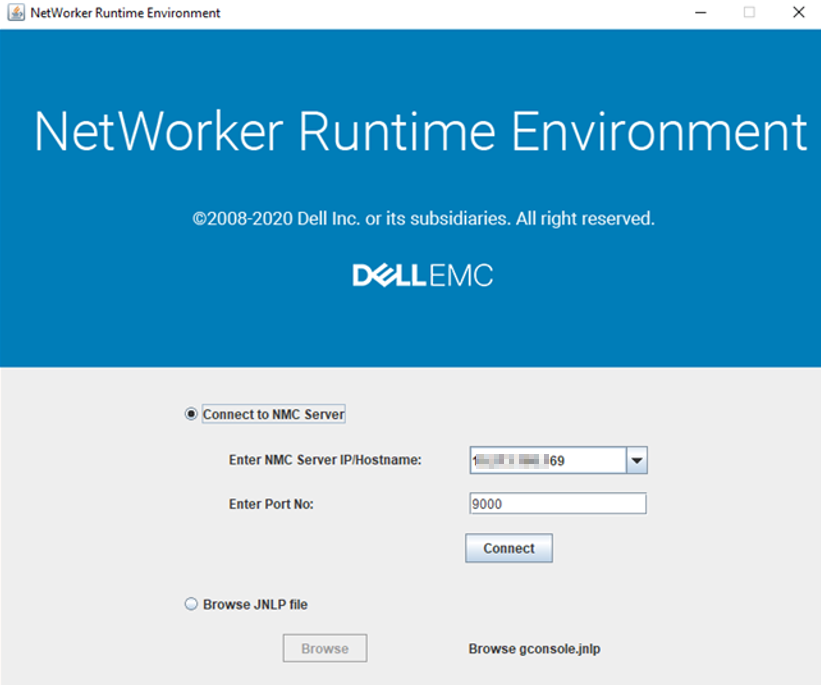 NetWorker Runtime Environment
NetWorker Runtime Environment
©2008-2020 Dell Inc. or its subsidiaries. All right reserved.
DELLEMC
Connect to NMC Server
Enter NMC Server IP/Hostname:
69
Enter Port No:
9000
Connect
Browse JNLP file
Browse
Browse gconsole.jnlp